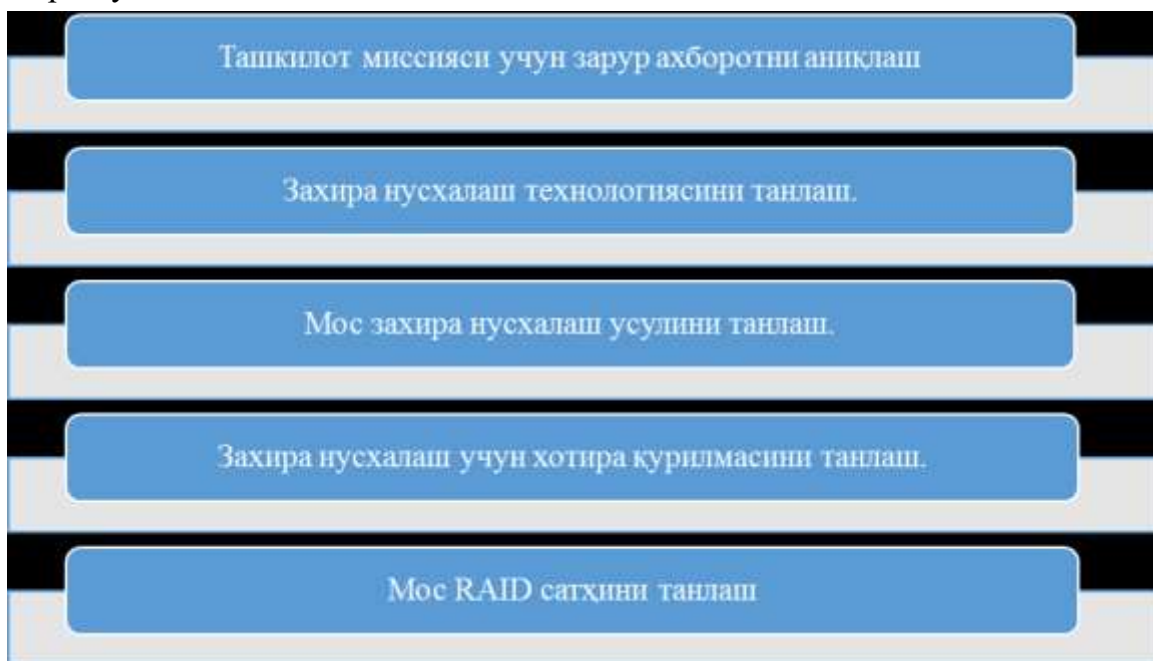 Ташкилот миссияси учун зарур ахборотни аниқлаш
Захира нусхалаш технологиясини танлаш.
Мос захира нусхалаш усулини танлаш.
Захира нусхалаш учун хотира қурилмасини танлаш.
Мос RAID сатҳини танлаш